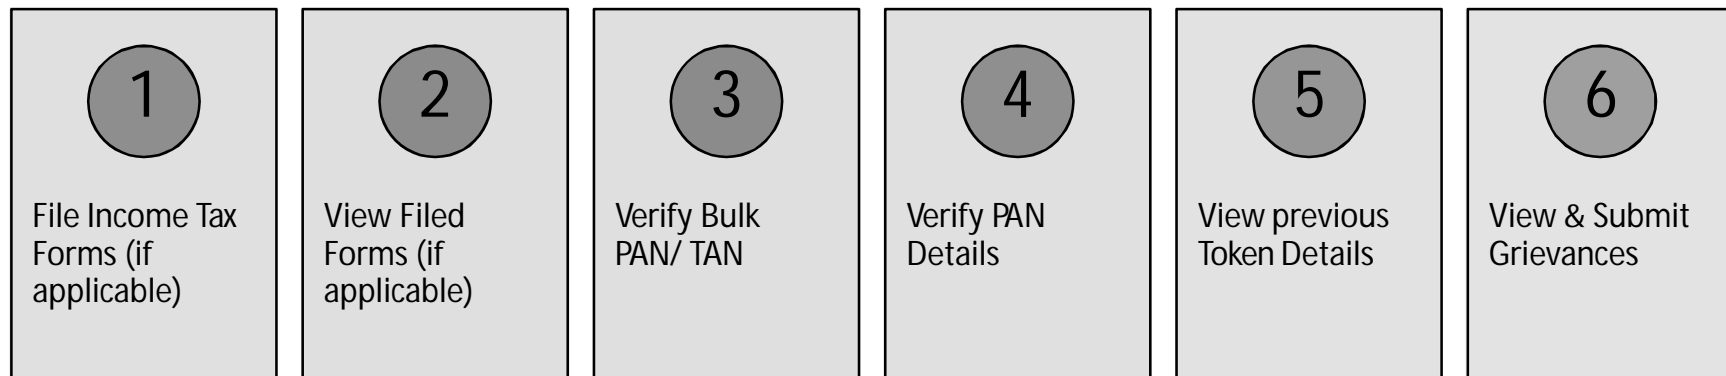 1
File Income Tax
Forms (if
applicable)
2
View Filed
Forms (if
applicable)
3
Verify Bulk
PAN/ TAN
4
Verify PAN
Details
5
View previous
Token Details
6
View & Submit
Grievances